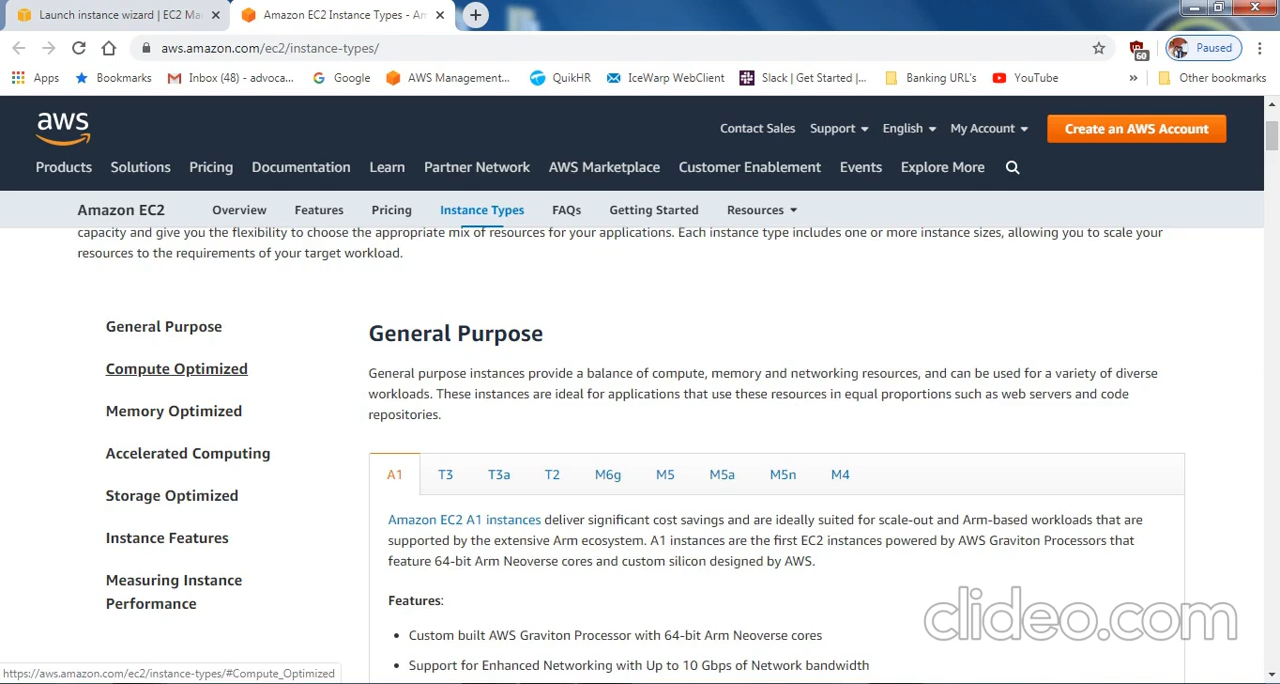 Launch instance wizard | EC2 Ma
Amazon EC2 Instance Types - Am
aws.amazon.com/ec2/instance-types/
60
Paused
Apps
Bookmarks
Inbox (48) - advoca...
Google
AWS Management...
QuikHR
IceWarp WebClient
Slack | Get Started |...
Banking URL's
YouTube
»
Other bookmarks
aws
Contact Sales
Support
English
My Account
Create an AWS Account
Products
Solutions
Pricing
Documentation
Learn
Partner Network
AWS Marketplace
Customer Enablement
Events
Explore More
Amazon EC2
Overview
Features
Pricing
Instance Types
FAQs
Getting Started
Resources
capacity and give you the flexibility to choose the appropriate mix of resources for your applications. Each instance type includes one or more instance sizes, allowing you to scale your
resources to the requirements of your target workload.
General Purpose
Compute Optimized
Memory Optimized
Accelerated Computing
Storage Optimized
Instance Features
Measuring Instance
Performance
General Purpose
General purpose instances provide a balance of compute, memory and networking resources, and can be used for a variety of diverse
workloads. These instances are ideal for applications that use these resources in equal proportions such as web servers and code
repositories.
A1
T3
T3a
T2
M6g
M5
M5a
M5n
M4
Amazon EC2 A1 instances deliver significant cost savings and are ideally suited for scale-out and Arm-based workloads that are
supported by the extensive Arm ecosystem. A1 instances are the first EC2 instances powered by AWS Graviton Processors that
feature 64-bit Arm Neoverse cores and custom silicon designed by AWS.
Features:
• Custom built AWS Graviton Processor with 64-bit Arm Neoverse cores
• Support for Enhanced Networking with Up to 10 Gbps of Network bandwidth
clideo.com
https://aws.amazon.com/ec2/instance-types/#Compute_Optimized